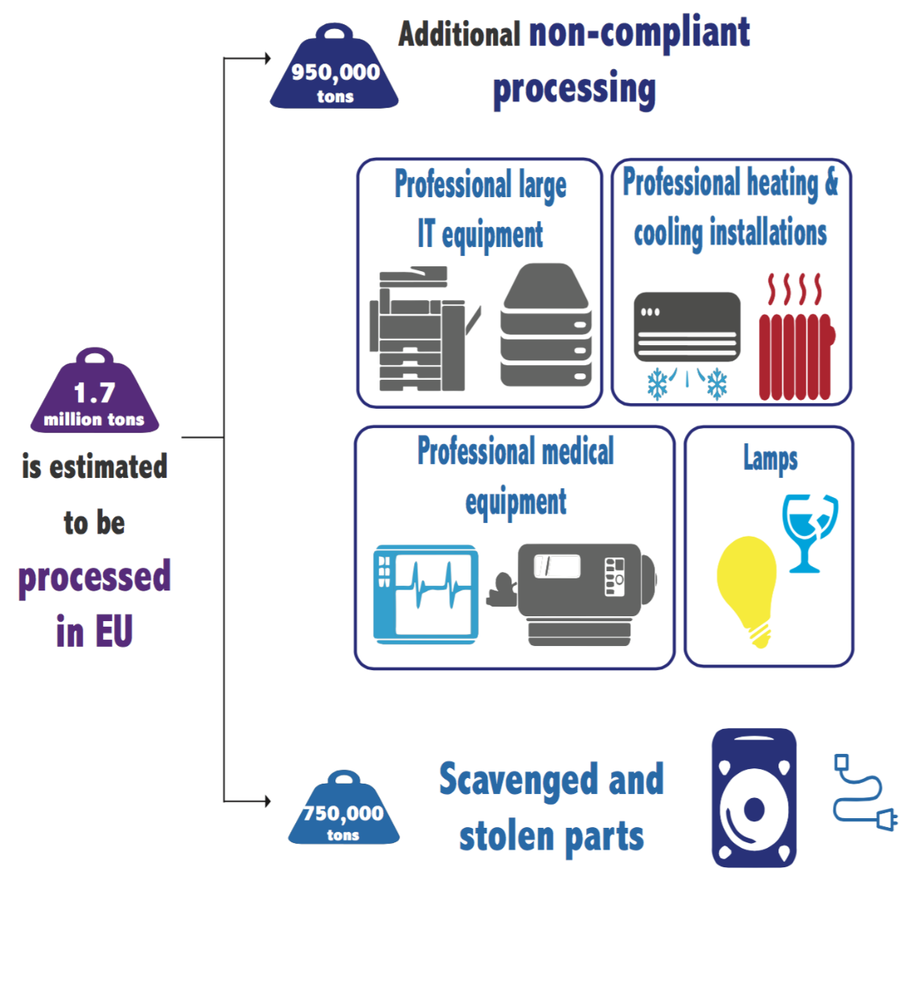 950,000
tons
Additional non-compliant
processing
Professional large
IT equipment
Professional heating &
cooling installations
1.7
million tons
is estimated
to be
processed
in EU
Professional medical
equipment
Lamps
750,000
tons
Scavenged and
stolen parts